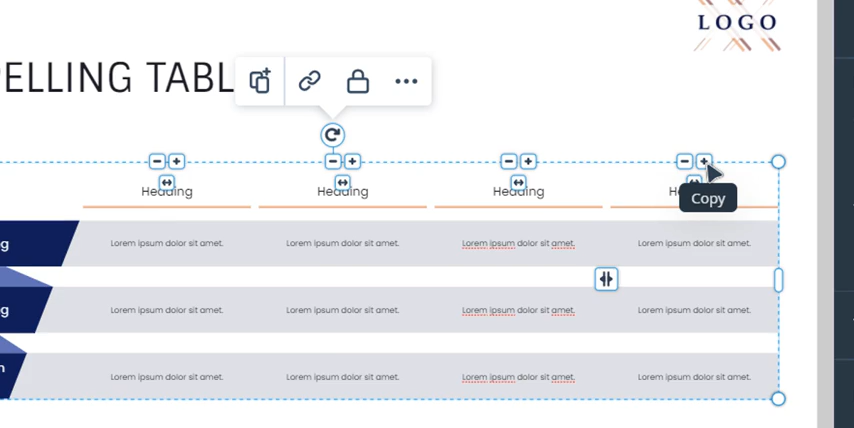 LOGO
PELLING TABL
Heading Heading Heading
Copy
g Lorem ipsum dolor sit amet. Lorem ipsum dolor sit amet. Lorem ipsum dolor sit amet. Lorem ipsum dolor sit amet.
g Lorem ipsum dolor sit amet. Lorem ipsum dolor sit amet. Lorem ipsum dolor sit amet. Lorem ipsum dolor sit amet.
n Lorem ipsum dolor sit amet. Lorem ipsum dolor sit amet. Lorem ipsum dolor sit amet. Lorem ipsum dolor sit amet.